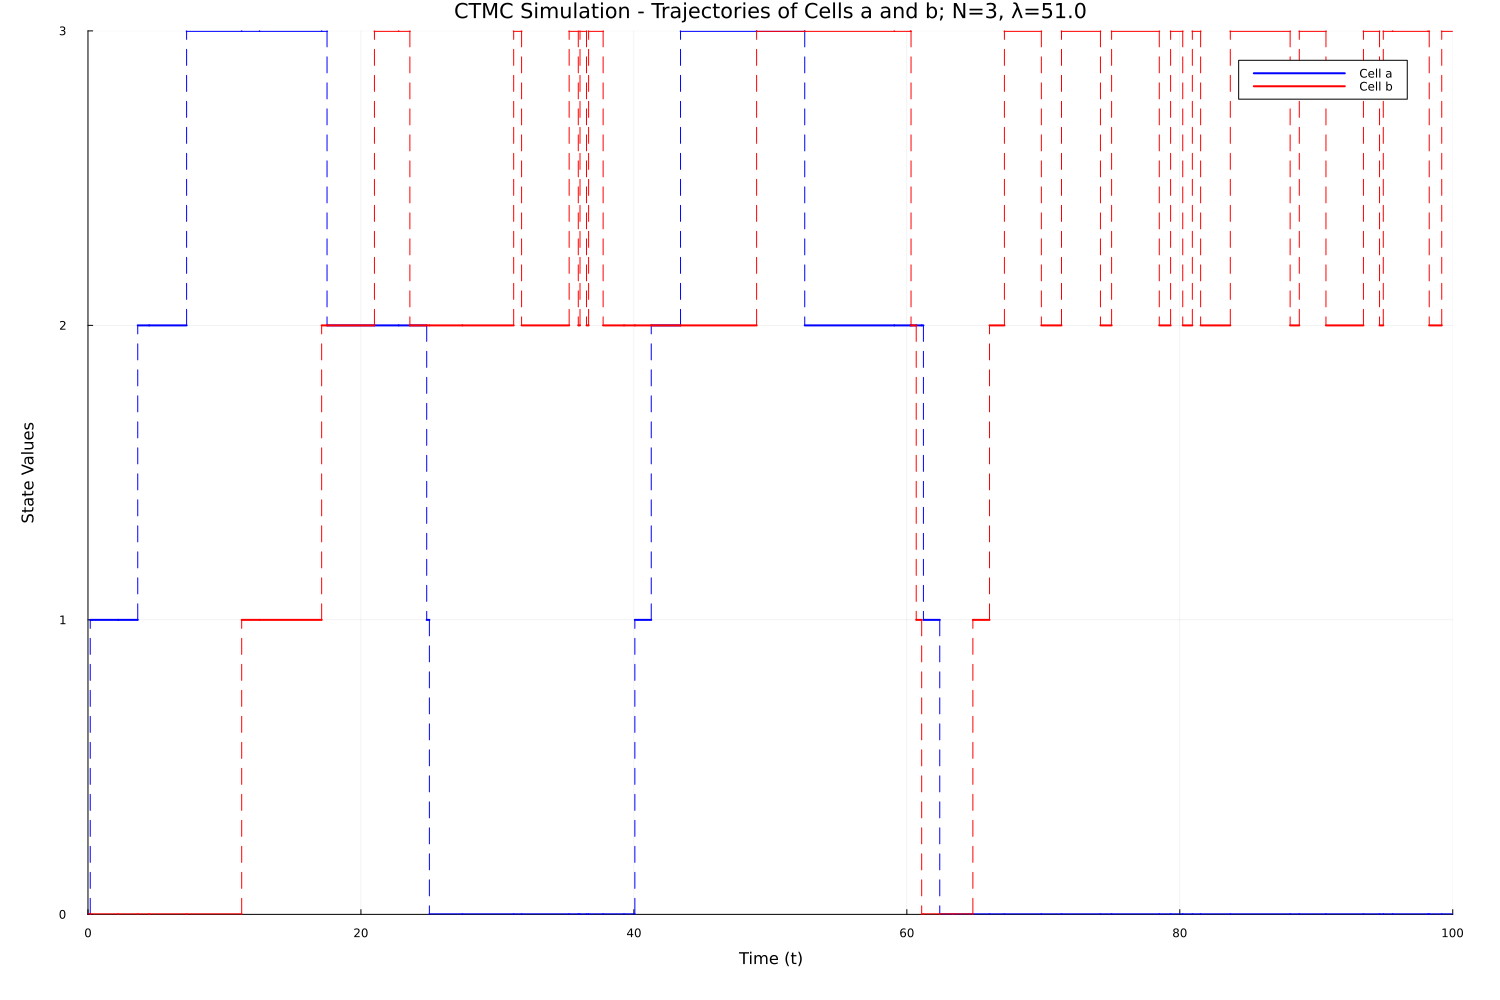 CTMC Simulation - Trajectories of Cells a and b; N=3, λ=51.0
3
Cell a
Cell b
2
State Values
1
0
0 20 40 60 80 100
Time (t)